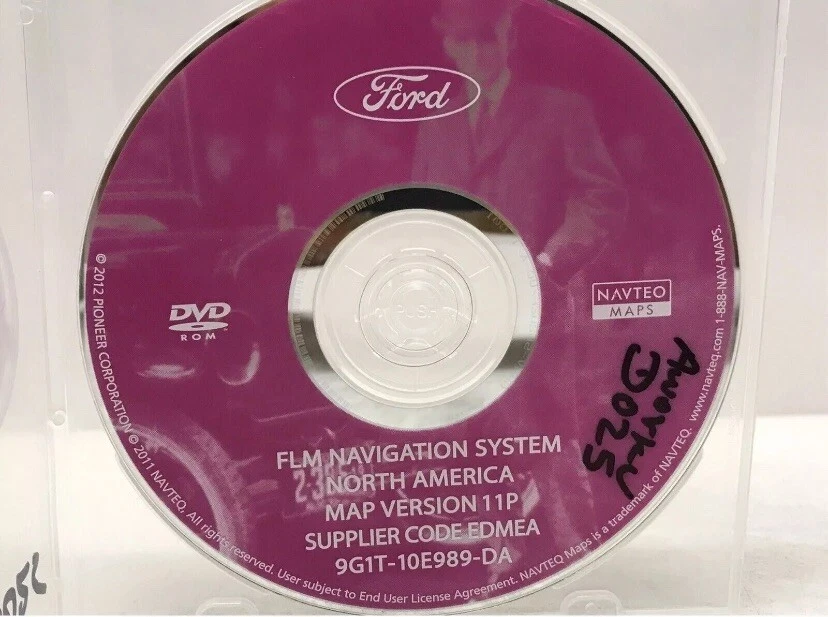 Ford
© 2012 PIONEER CORPORATION © 2011 NAVTEQ. All rights reserved. User subject to End User License Agreement. NAVTEQ Maps is a trademark of NAVTEQ. www.navteq.com 1-888-NAV-MAPS.
DVD
ROM
NAVTEQ
MAPS
PUSH
D025
FLM NAVIGATION SYSTEM
NORTH AMERICA
MAP VERSION 11P
SUPPLIER CODE EDMEA
9G1T-10E989-DA